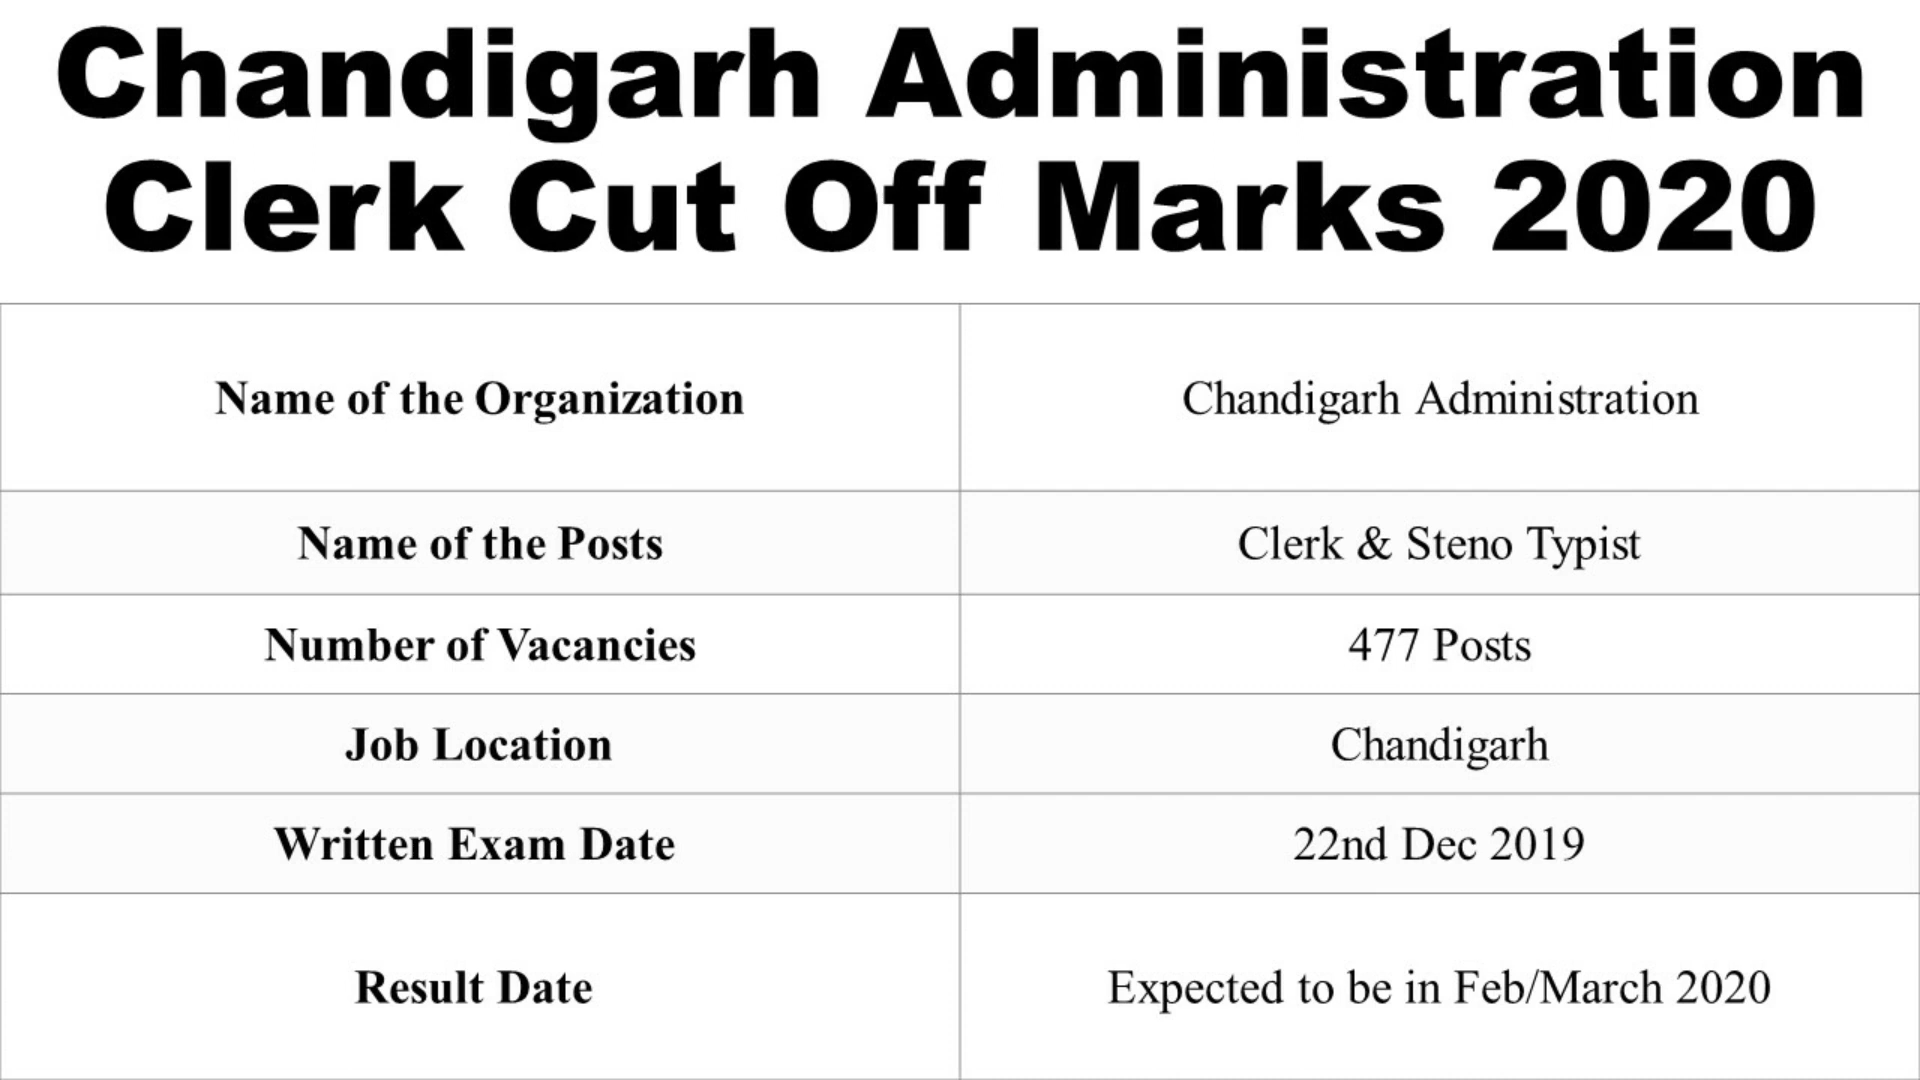 Chandigarh Administration
Clerk Cut Off Marks 2020
Name of the Organization Chandigarh Administration
Name of the Posts Clerk & Steno Typist
Number of Vacancies 477 Posts
Job Location Chandigarh
Written Exam Date 22nd Dec 2019
Result Date Expected to be in Feb/March 2020